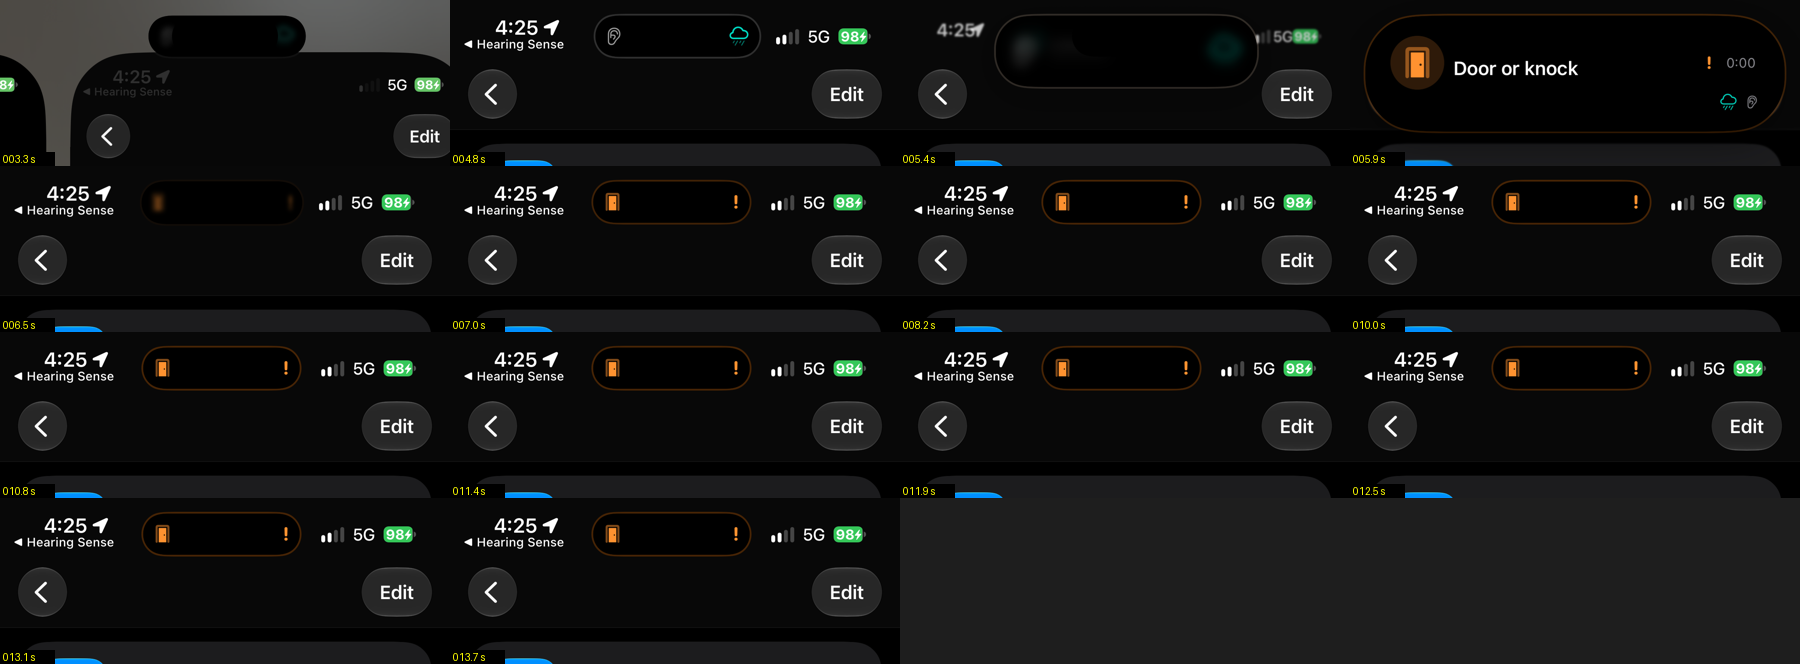 8⚡
4:25
◀ Hearing Sense
5G
98
Edit
003.3 s
4:25
◀ Hearing Sense
5G
98
Edit
004.8 s
4:25
5G
98
Edit
005.4 s
Door or knock
! 0:00
005.9 s
4:25
◀ Hearing Sense
5G
98
Edit
006.5 s
4:25
◀ Hearing Sense
!
5G
98
Edit
007.0 s
4:25
◀ Hearing Sense
!
5G
98
Edit
008.2 s
4:25
◀ Hearing Sense
!
5G
98
Edit
010.0 s
4:25
◀ Hearing Sense
!
5G
98
Edit
010.8 s
4:25
◀ Hearing Sense
!
5G
98
Edit
011.4 s
4:25
◀ Hearing Sense
!
5G
98
Edit
011.9 s
4:25
◀ Hearing Sense
!
5G
98
Edit
012.5 s
4:25
◀ Hearing Sense
!
5G
98
Edit
013.1 s
4:25
◀ Hearing Sense
!
5G
98
Edit
013.7 s